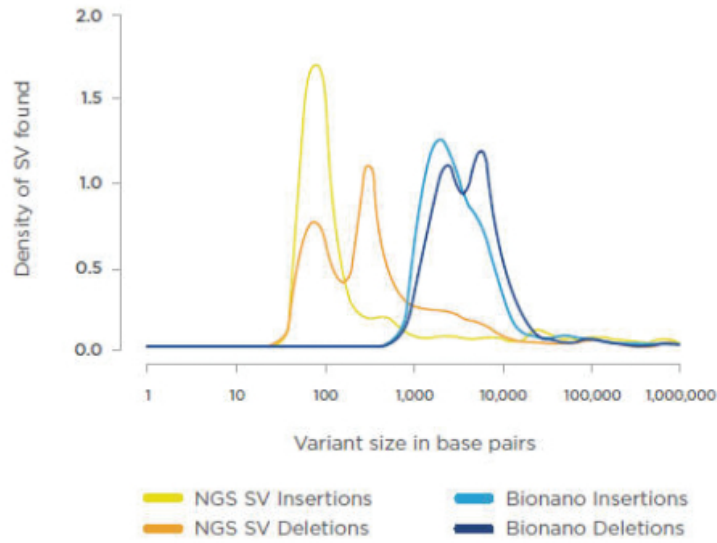 2.0
1.5
1.0
0.5
0.0
Density of SV found
1 10 100 1,000 10,000 100,000 1,000,000
Variant size in base pairs
NGS SV Insertions Bionano Insertions
NGS SV Deletions Bionano Deletions